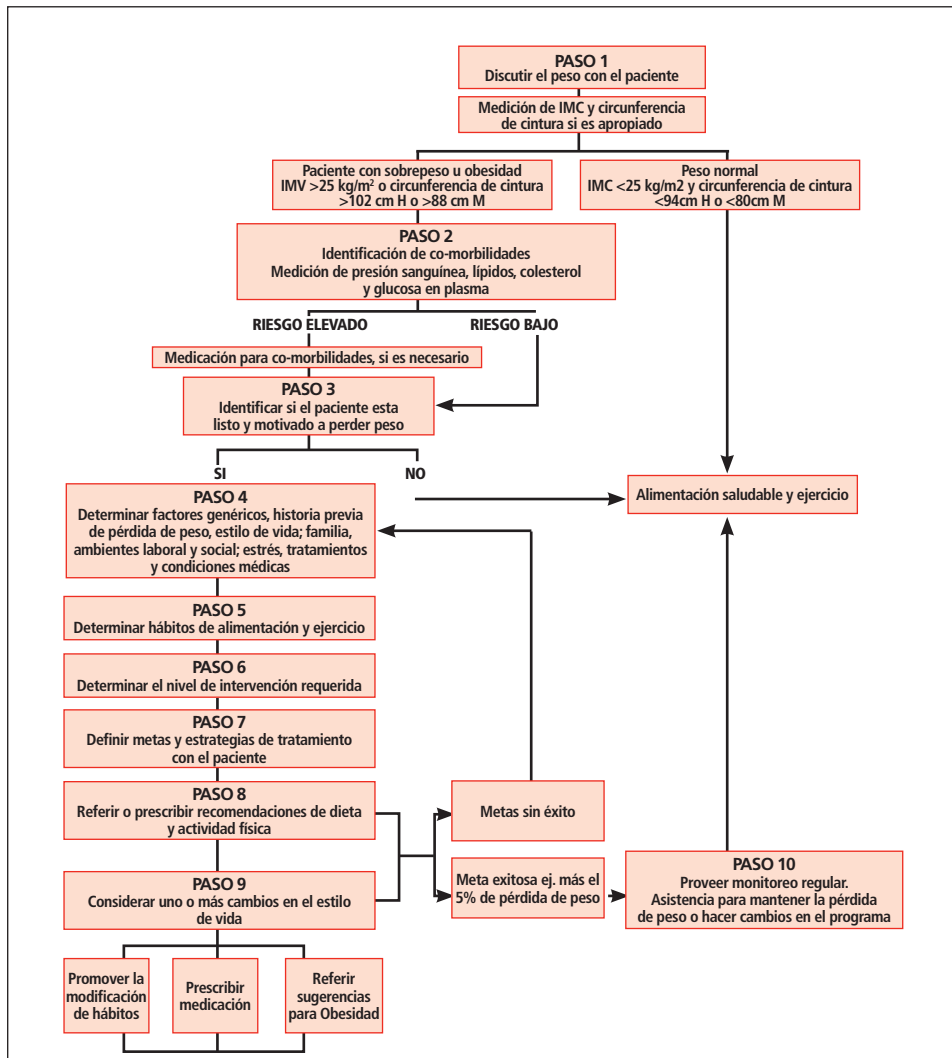 PASO 1
Discutir el peso con el paciente
Medición de IMC y circunferencia
de cintura si es apropiado
Paciente con sobrepeso u obesidad
IMV >25 kg/m² o circunferencia de cintura
>102 cm H o >88 cm M
Peso normal
IMC <25 kg/m2 y circunferencia de cintura
<94cm H o <80cm M
PASO 2
Identificación de co-morbilidades
Medición de presión sanguínea, lípidos, colesterol
y glucosa en plasma
RIESGO ELEVADO
RIESGO BAJO
Medicación para co-morbilidades, si es necesario
PASO 3
Identificar si el paciente esta
listo y motivado a perder peso
SI
NO
PASO 4
Determinar factores genéricos, historia previa
de pérdida de peso, estilo de vida; familia,
ambientes laboral y social; estrés, tratamientos
y condiciones médicas
Alimentación saludable y ejercicio
PASO 5
Determinar hábitos de alimentación y ejercicio
PASO 6
Determinar el nivel de intervención requerida
PASO 7
Definir metas y estrategias de tratamiento
con el paciente
PASO 8
Referir o prescribir recomendaciones de dieta
y actividad física
Metas sin éxito
PASO 9
Considerar uno o más cambios en el estilo
de vida
Meta exitosa ej. más el
5% de pérdida de peso
PASO 10
Proveer monitoreo regular.
Asistencia para mantener la pérdida
de peso o hacer cambios en el programa
Promover la
modificación
de hábitos
Prescribir
medicación
Referir
sugerencias
para Obesidad